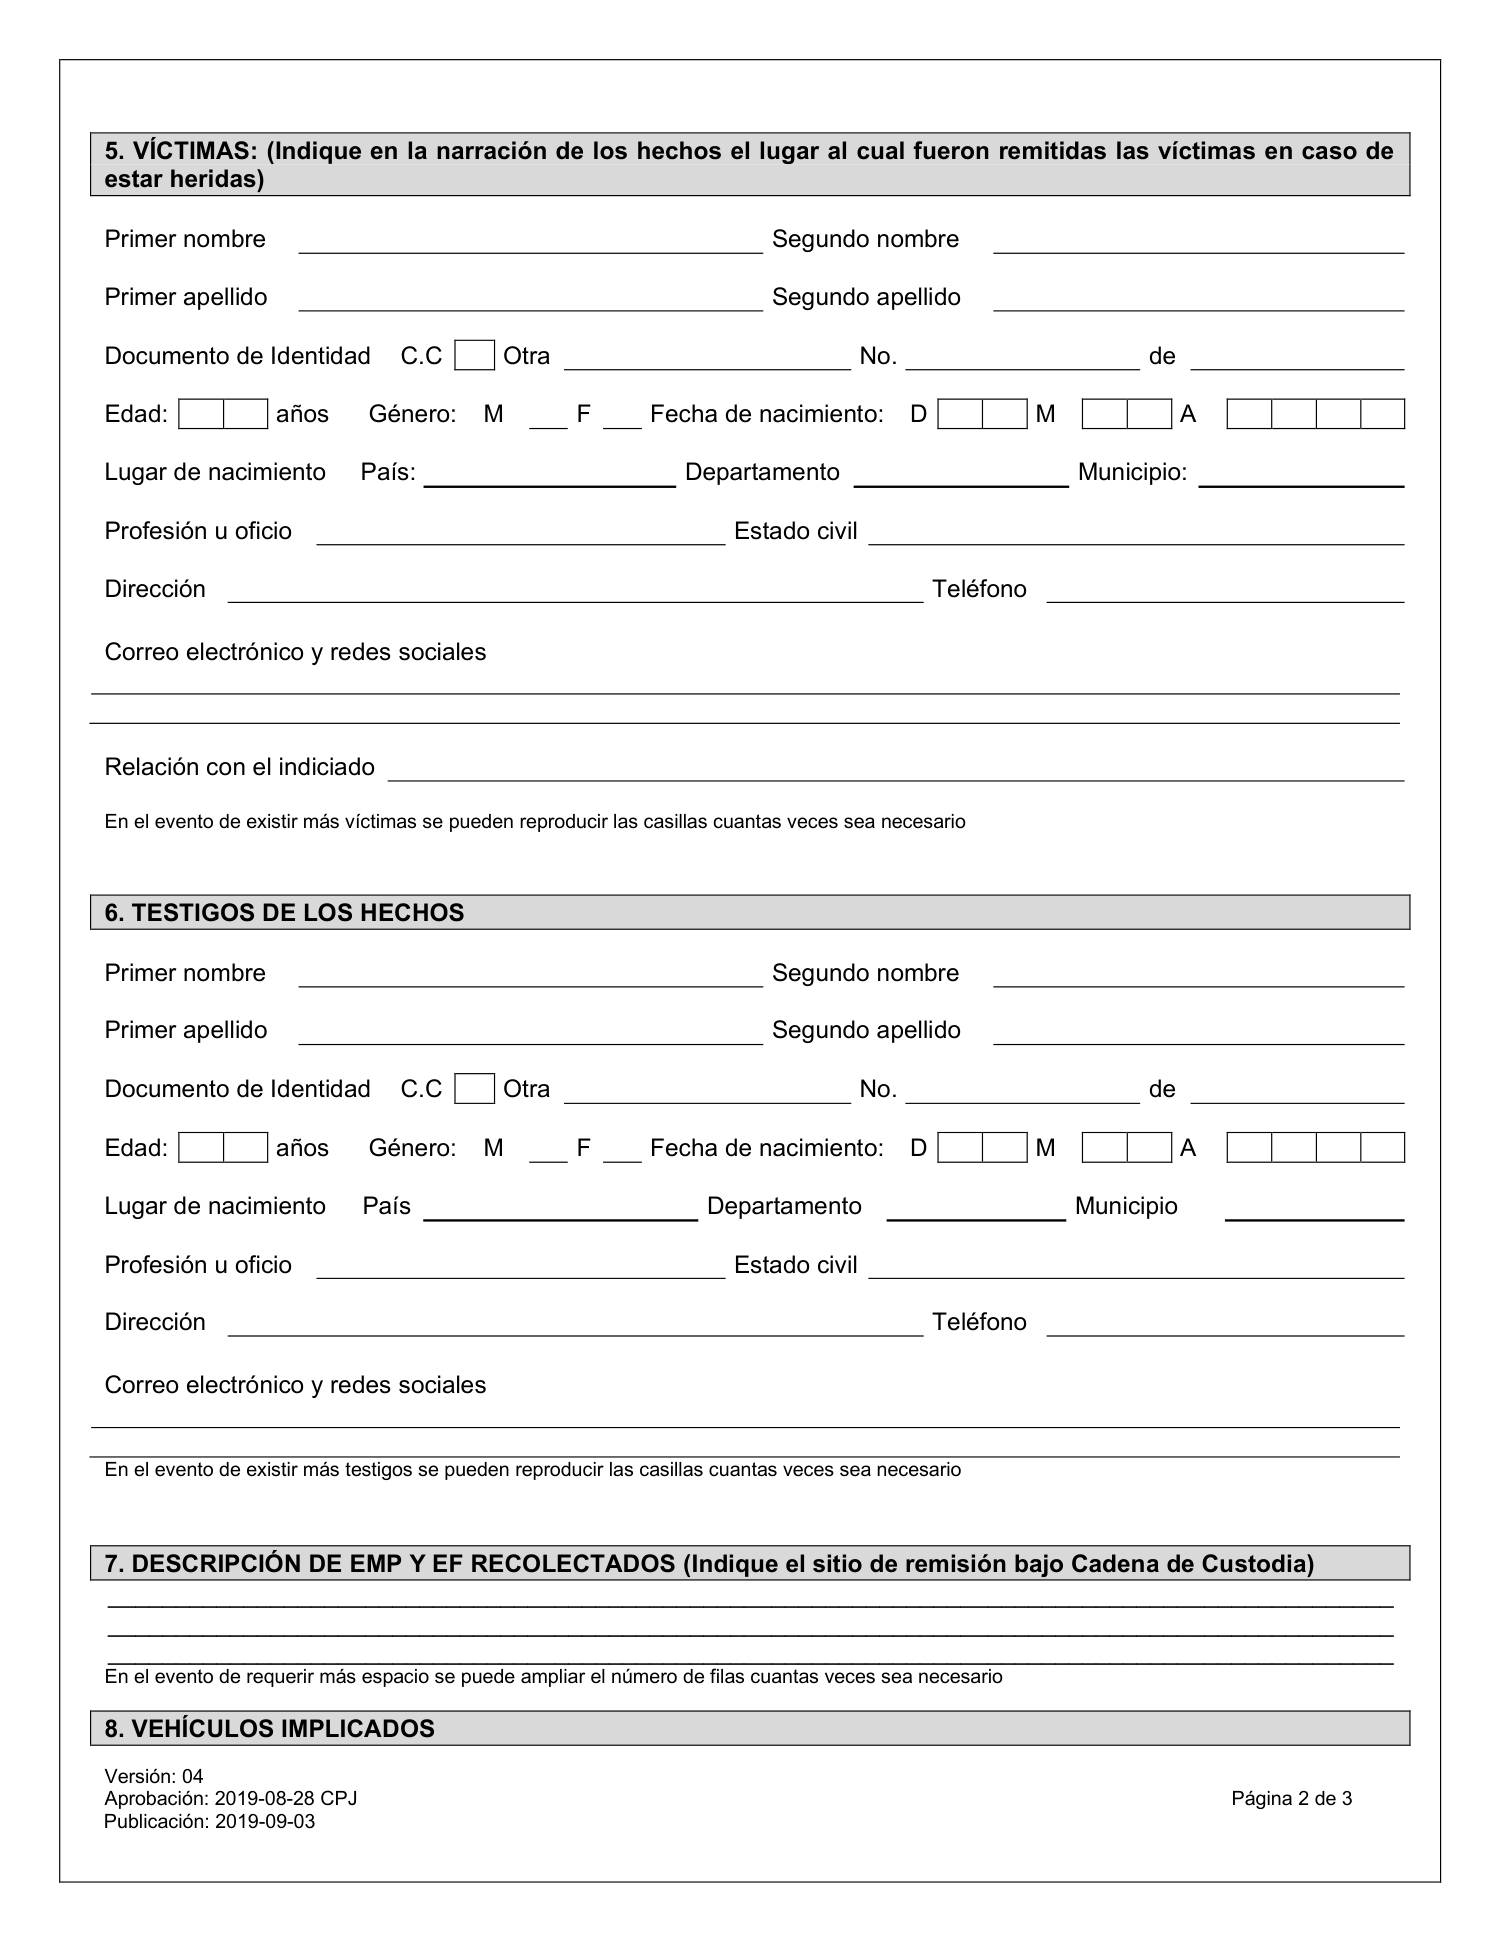 5. VÍCTIMAS: (Indique en la narración de los hechos el lugar al cual fueron remitidas las víctimas en caso de
estar heridas)
Primer nombre Segundo nombre
Primer apellido Segundo apellido
Documento de Identidad C.C Otra No. de
Edad: años Género: M F Fecha de nacimiento: D M A
Lugar de nacimiento País: Departamento Municipio:
Profesión u oficio Estado civil
Dirección Teléfono
Correo electrónico y redes sociales
Relación con el indiciado
En el evento de existir más víctimas se pueden reproducir las casillas cuantas veces sea necesario
6. TESTIGOS DE LOS HECHOS
Primer nombre Segundo nombre
Primer apellido Segundo apellido
Documento de Identidad C.C Otra No. de
Edad: años Género: M F Fecha de nacimiento: D M A
Lugar de nacimiento País Departamento Municipio
Profesión u oficio Estado civil
Dirección Teléfono
Correo electrónico y redes sociales
En el evento de existir más testigos se pueden reproducir las casillas cuantas veces sea necesario
7. DESCRIPCIÓN DE EMP Y EF RECOLECTADOS (Indique el sitio de remisión bajo Cadena de Custodia)
En el evento de requerir más espacio se puede ampliar el número de filas cuantas veces sea necesario
8. VEHÍCULOS IMPLICADOS
Versión: 04
Aprobación: 2019-08-28 CPJ Página 2 de 3
Publicación: 2019-09-03